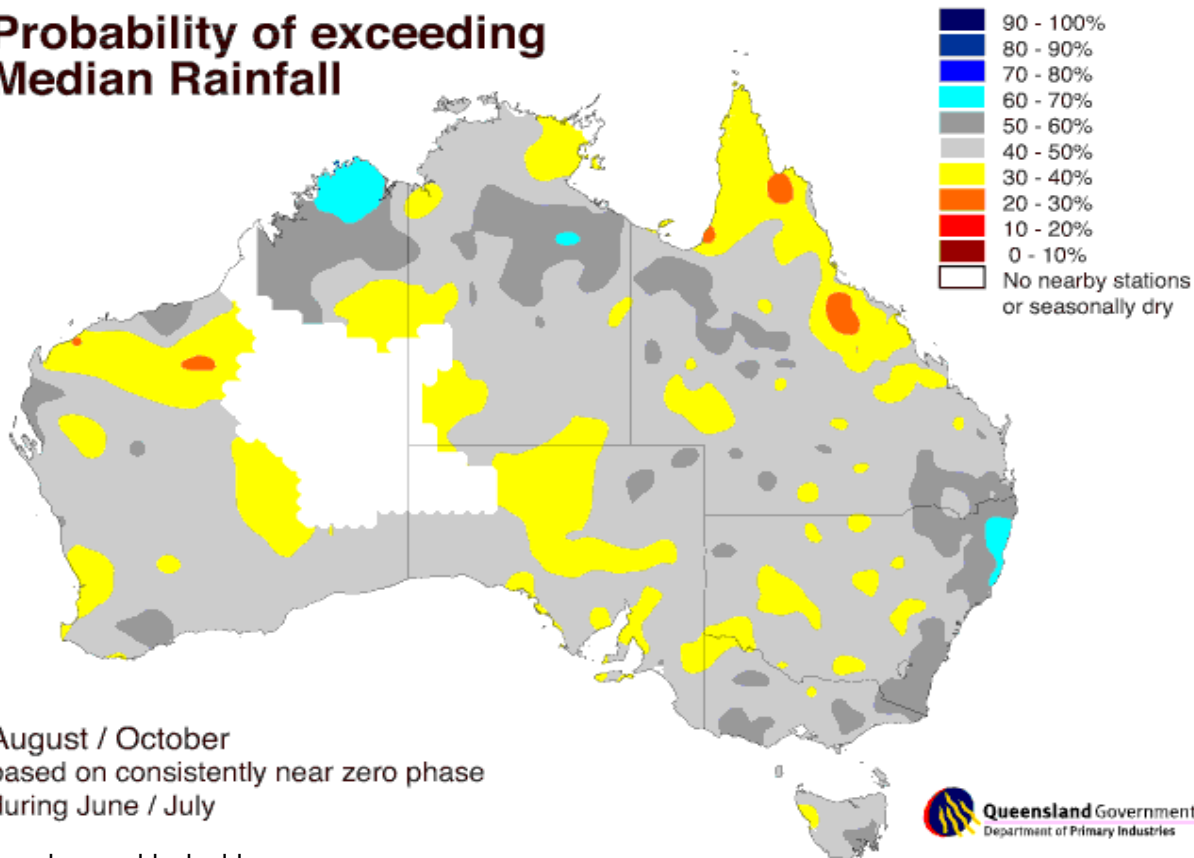 Probability of exceeding
Median Rainfall
90 - 100%
80 - 90%
70 - 80%
60 - 70%
50 - 60%
40 - 50%
30 - 40%
20 - 30%
10 - 20%
0 - 10%
No nearby stations
or seasonally dry
August / October
based on consistently near zero phase
during June / July
Queensland Government
Department of Primary Industries